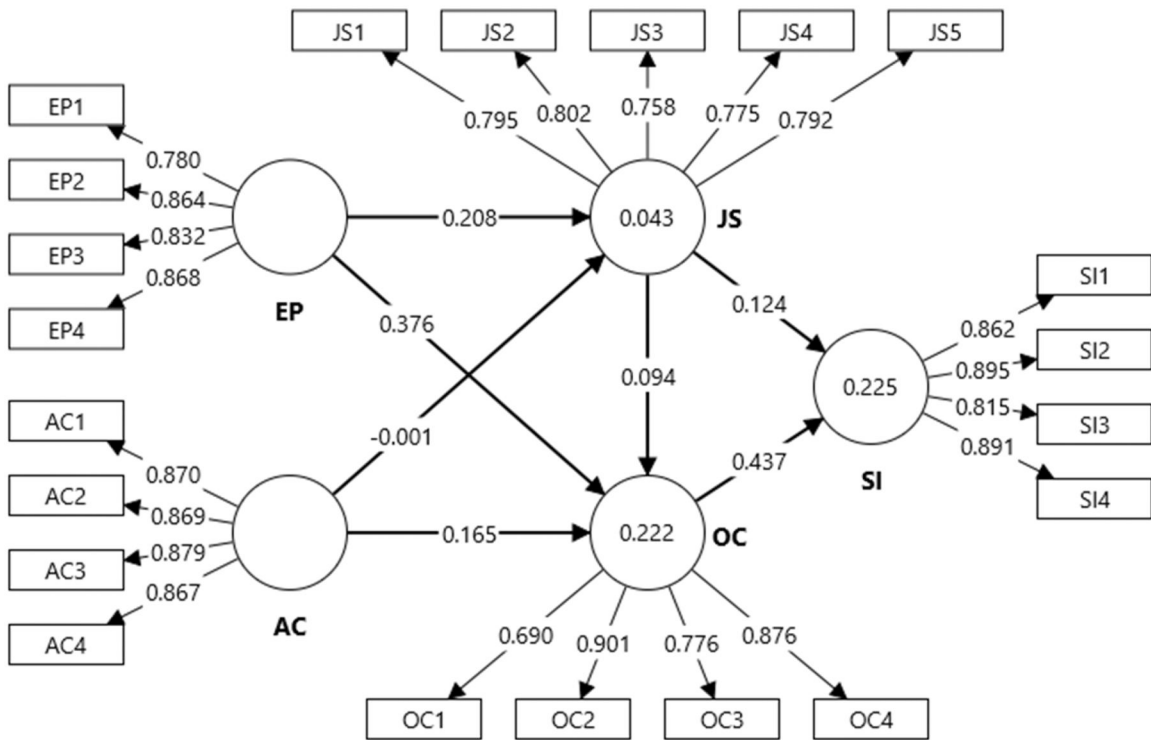 JS1 JS2 JS3 JS4 JS5
0.795 0.802 0.758 0.775 0.792
EP1
EP2
EP3
EP4
0.780
0.864
0.832
0.868
EP
0.208
0.043
JS
0.376
-0.001
0.094
0.124
0.437
AC1
AC2
AC3
AC4
0.870
0.869
0.879
0.867
AC
0.165
0.222
OC
0.225
SI
0.862
0.895
0.815
0.891
SI1
SI2
SI3
SI4
0.690 0.901 0.776 0.876
OC1 OC2 OC3 OC4